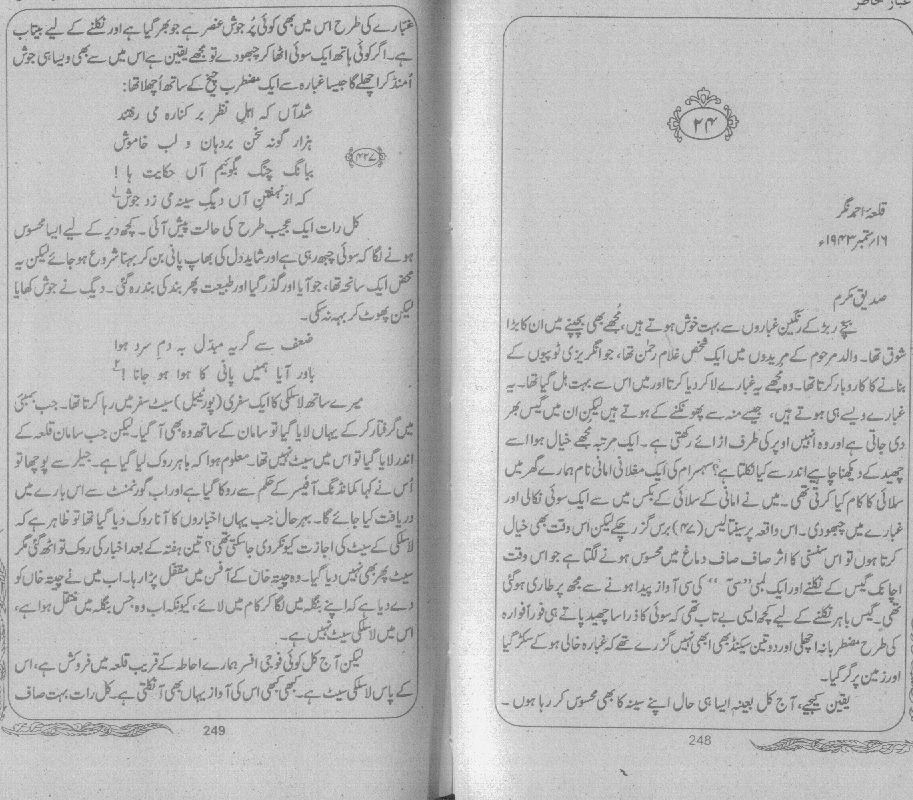 غبار خاطر
۲۴
قلعۂ احمد نگر
۱۶؍ستمبر ۱۹۴۳ء
صدیق مکرم
بچے ربڑ کے رنگین غباروں سے بہت خوش ہوتے ہیں، مجھے بھی بچپنے میں ان کا بڑا
شوق تھا۔ والد مرحوم کے مریدوں میں ایک شخص غلام رحمٰن تھا، جو انگریزی ٹوپیوں کے
بنانے کا کاروبار کرتا تھا۔ وہ مجھے یہ غبارے لا کر دیا کرتا اور میں اس سے بہت ہل گیا تھا۔ یہ
غبارے ویسے ہی ہوتے ہیں، جیسے منہ سے پھونکنے کے ہوتے ہیں لیکن ان میں گیس بھر
دی جاتی ہے اور وہ انہیں اوپر کی طرف اڑائے رکھتی ہے۔ ایک مرتبہ مجھے خیال ہوا اسے
چھید کے دیکھنا چاہیے اندر سے کیا نکلتا ہے؟ سہسرام کی ایک مغلانی امانی نام ہمارے گھر میں
سلائی کا کام کیا کرتی تھی۔ میں نے امانی کے سلائی کے بکس میں سے ایک سوئی نکالی اور
غبارے میں چبھو دی۔ اس واقعہ پر سینتالیس (۴۷) برس گزر چکے لیکن اس وقت بھی خیال
کرتا ہوں تو اس سنسنی کا اثر صاف صاف دماغ میں محسوس ہونے لگتا ہے جو اس وقت
اچانک گیس کے نکلنے اور ایک لمبی ”سی“ کی سی آواز پیدا ہونے سے مجھ پر طاری ہوگئی
تھی۔ گیس باہر نکلنے کے لیے کچھ ایسی بے تاب تھی کہ سوئی کا ذرا سا چھید پاتے ہی فوراً فوارہ
کی طرح مضطربانہ اچھلی اور دو تین سیکنڈ بھی ابھی نہیں گزرے تھے کہ غبارہ خالی ہو کے سکڑ گیا
اور زمین پر گر گیا۔
یقین کیجیے، آج کل بعینہٖ ایسا ہی حال اپنے سینہ کا بھی محسوس کر رہا ہوں۔
248
غبارے کی طرح اس میں بھی کوئی پُر جوش عنصر ہے جو بھر گیا ہے اور نکلنے کے لیے بیتاب
ہے۔ اگر کوئی ہاتھ ایک سوئی اٹھا کر چبھو دے تو مجھے یقین ہے اس میں سے بھی ویسا ہی جوش
اُمنڈ کر اچھلے گا جیسا غبارہ سے ایک مضطرب چیخ کے ساتھ اُچھلا تھا:
شد آں کہ اہلِ نظر بر کنارہ می رفتند
ہزار گونہ سخن بر دہان و لب خاموش
۴۲۷
ببانگ چنگ بگوئیم آں حکایت ہا!
کہ از نہفتنِ آں دیگِ سینہ می زد جوش ۱
کل رات ایک عجیب طرح کی حالت پیش آئی۔ کچھ دیر کے لیے ایسا محسوس
ہونے لگا کہ سوئی چبھ رہی ہے اور شاید دل کی بھاپ پانی بن کر بہنا شروع ہو جائے لیکن یہ
محض ایک سانحہ تھا، جو آیا اور گذر گیا اور طبیعت پھر بند کی بند رہ گئی۔ دیگ نے جوش کھایا
لیکن پھوٹ کر بہہ نہ سکی۔
ضعف سے گریہ مبدّل بہ دمِ سرد ہوا
باور آیا ہمیں پانی کا ہوا ہو جانا! ۲
میرے ساتھ لاسلکی کا ایک سفری (پورٹیبل) سیٹ سفر میں رہا کرتا تھا۔ جب بمبئی
میں گرفتار کر کے یہاں لایا گیا تو سامان کے ساتھ وہ بھی آ گیا۔ لیکن جب سامان قلعہ کے
اندر لایا گیا تو اس میں سیٹ نہیں تھا۔ معلوم ہوا کہ باہر روک لیا گیا ہے۔ جیلر سے پوچھا تو
اُس نے کہا کمانڈنگ آفیسر کے حکم سے روکا گیا ہے اور اب گورنمنٹ سے اس بارے میں
دریافت کیا جائے گا۔ بہر حال جب یہاں اخباروں کا آنا روک دیا گیا تھا تو ظاہر ہے کہ
لاسلکی کے سیٹ کی اجازت کیونکر دی جا سکتی تھی؟ تین ہفتہ کے بعد اخبار کی روک تو اٹھ گئی مگر
سیٹ پھر بھی نہیں دیا گیا۔ وہ چیتہ خاں کے آفس میں مقفل پڑا رہا۔ اب میں نے چیتہ خاں کو
دے دیا ہے کہ اپنے بنگلہ میں لگا کر کام میں لائے، کیونکہ اب وہ جس بنگلہ میں منتقل ہوا ہے،
اس میں لاسلکی سیٹ نہیں ہے۔
لیکن آج کل کوئی فوجی افسر ہمارے احاطہ کے قریب قلعہ میں فروکش ہے، اس
کے پاس لاسلکی سیٹ ہے۔ کبھی کبھی اس کی آواز یہاں بھی آ نکلتی ہے۔ کل رات بہت صاف
249